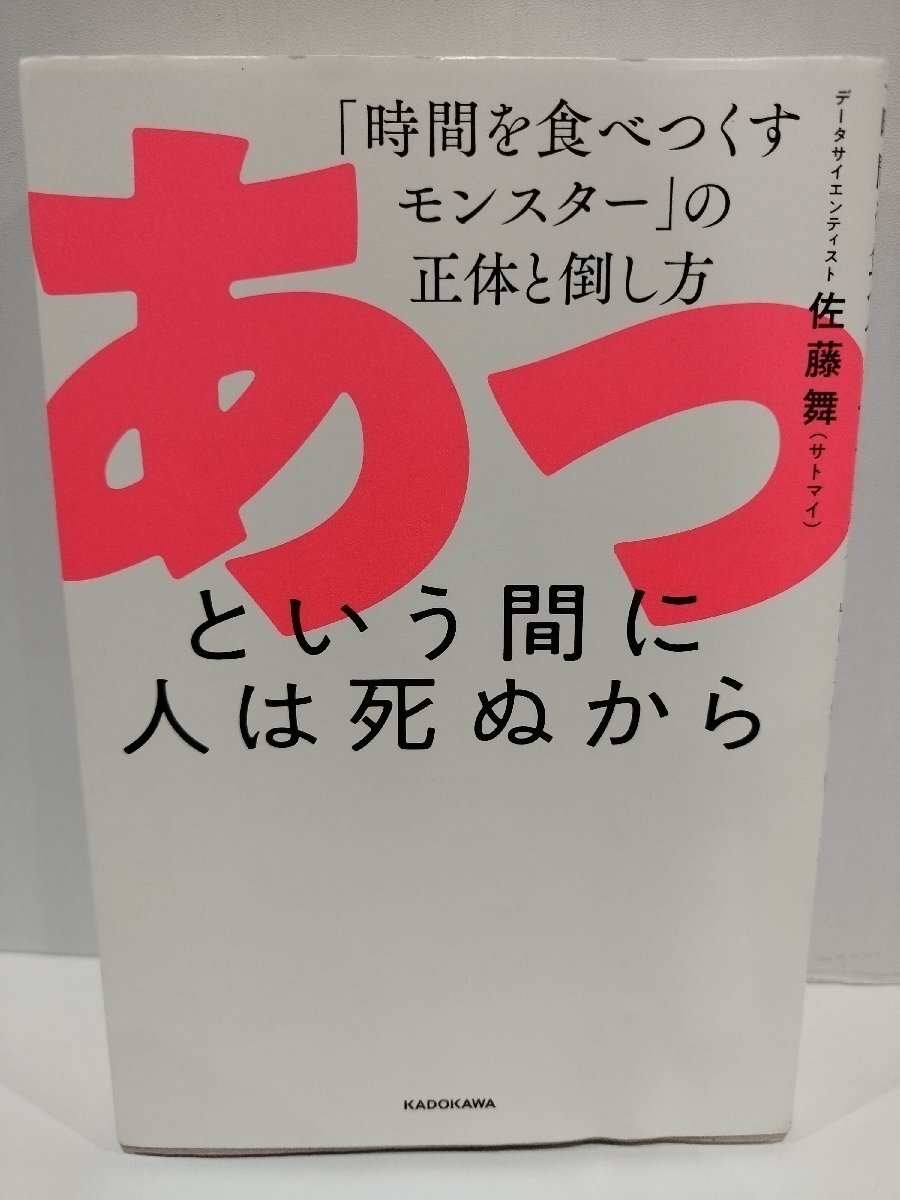 「時間を食べつくす
モンスター」の
正体と倒し方
データサイエンティスト 佐藤舞（サトマイ）
あっ
という間に
人は死ぬから
KADOKAWA